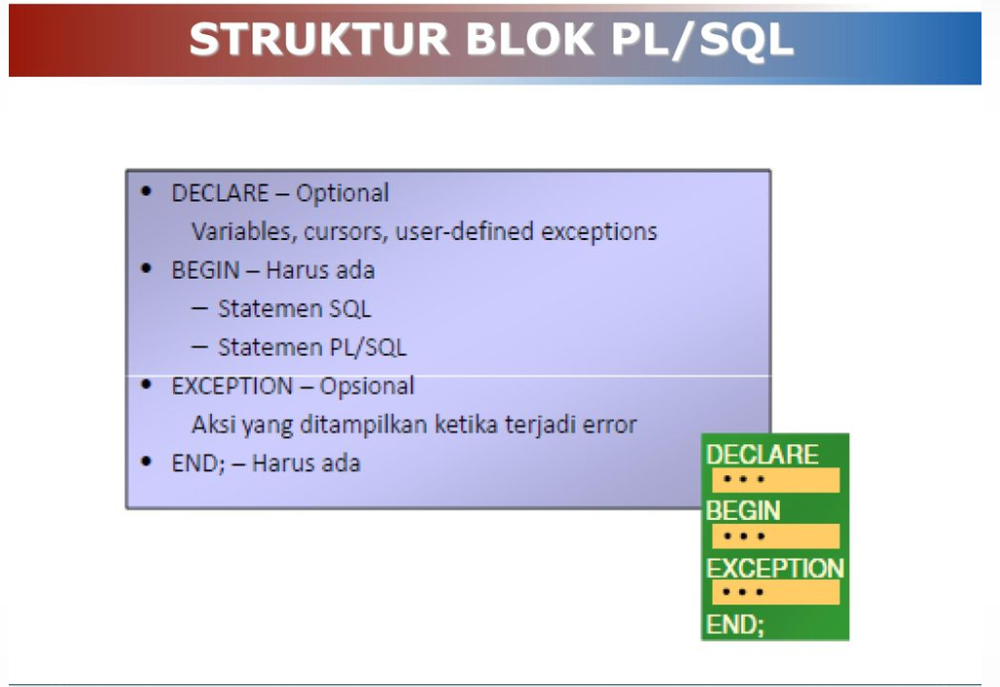 STRUKTUR BLOK PL/SQL
• DECLARE – Optional
Variables, cursors, user-defined exceptions
• BEGIN – Harus ada
– Statemen SQL
– Statemen PL/SQL
• EXCEPTION – Opsional
Aksi yang ditampilkan ketika terjadi error
• END; – Harus ada
DECLARE
• • •
BEGIN
• • •
EXCEPTION
• • •
END;